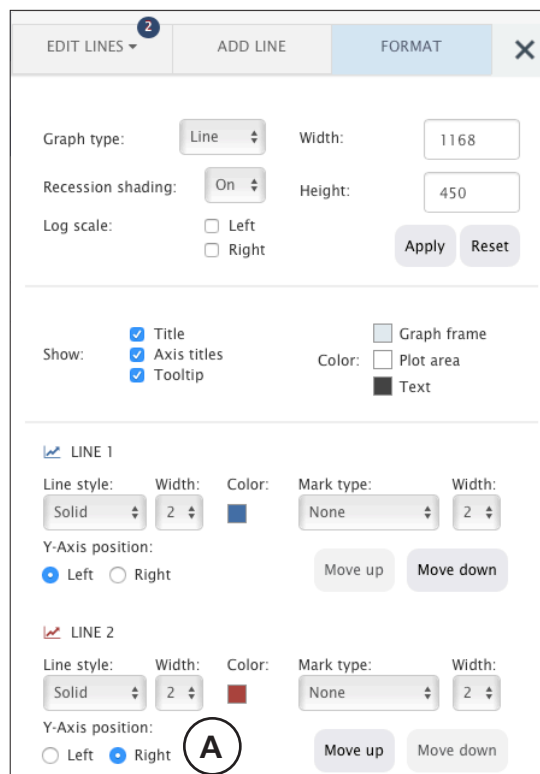 EDIT LINES 2 ADD LINE FORMAT
Graph type: Line Width: 1168
Recession shading: On Height: 450
Log scale: Left
Right
Apply Reset
Show: Title
Axis titles
Tooltip
Color: Graph frame
Plot area
Text
LINE 1
Line style: Width: Color: Mark type: Width:
Solid 2 None 2
Y-Axis position:
Left Right Move up Move down
LINE 2
Line style: Width: Color: Mark type: Width:
Solid 2 None 2
Y-Axis position:
Left Right A Move up Move down